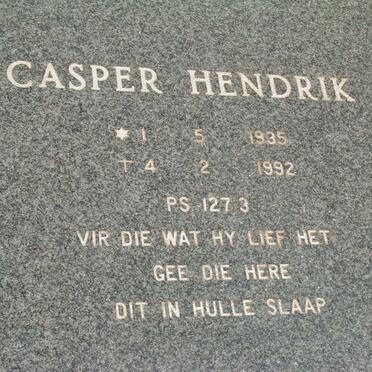 CASPER HENDRIK
* 1 5 1935
† 4 2 1992
PS 127 3
VIR DIE WAT HY LIEF HET
GEE DIE HERE
DIT IN HULLE SLAAP